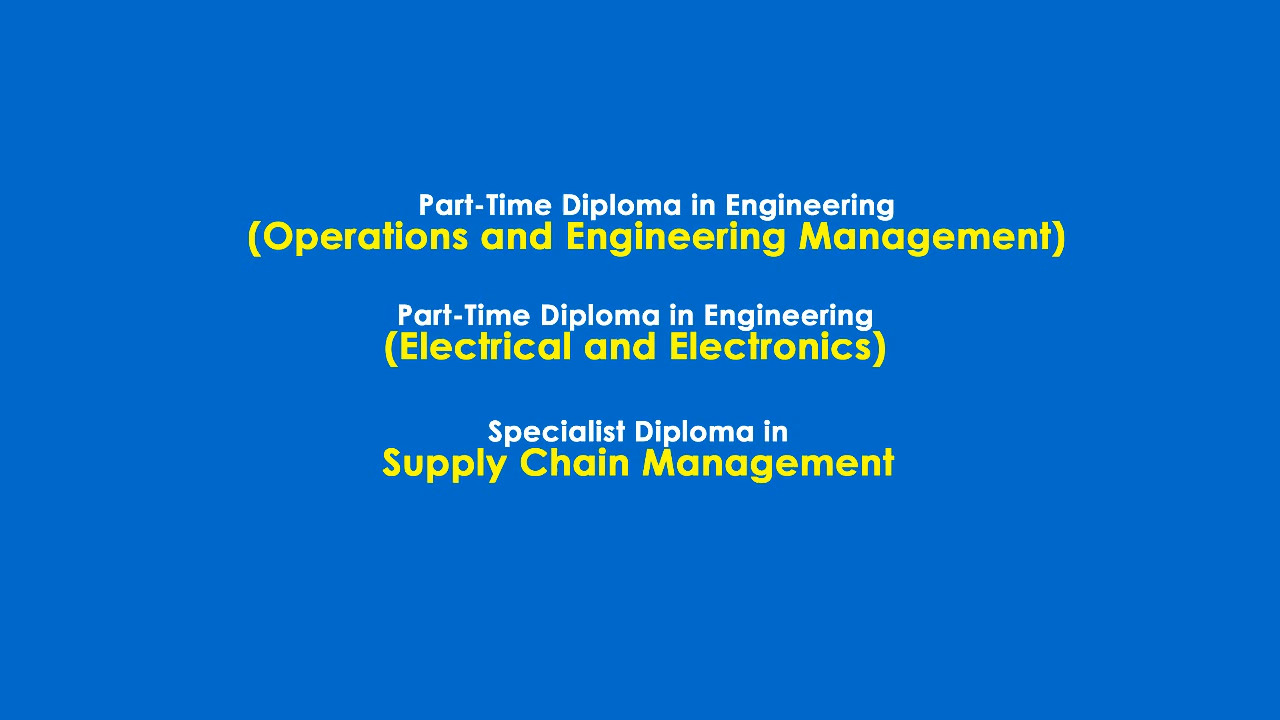 Part-Time Diploma in Engineering
(Operations and Engineering Management)
Part-Time Diploma in Engineering
(Electrical and Electronics)
Specialist Diploma in
Supply Chain Management